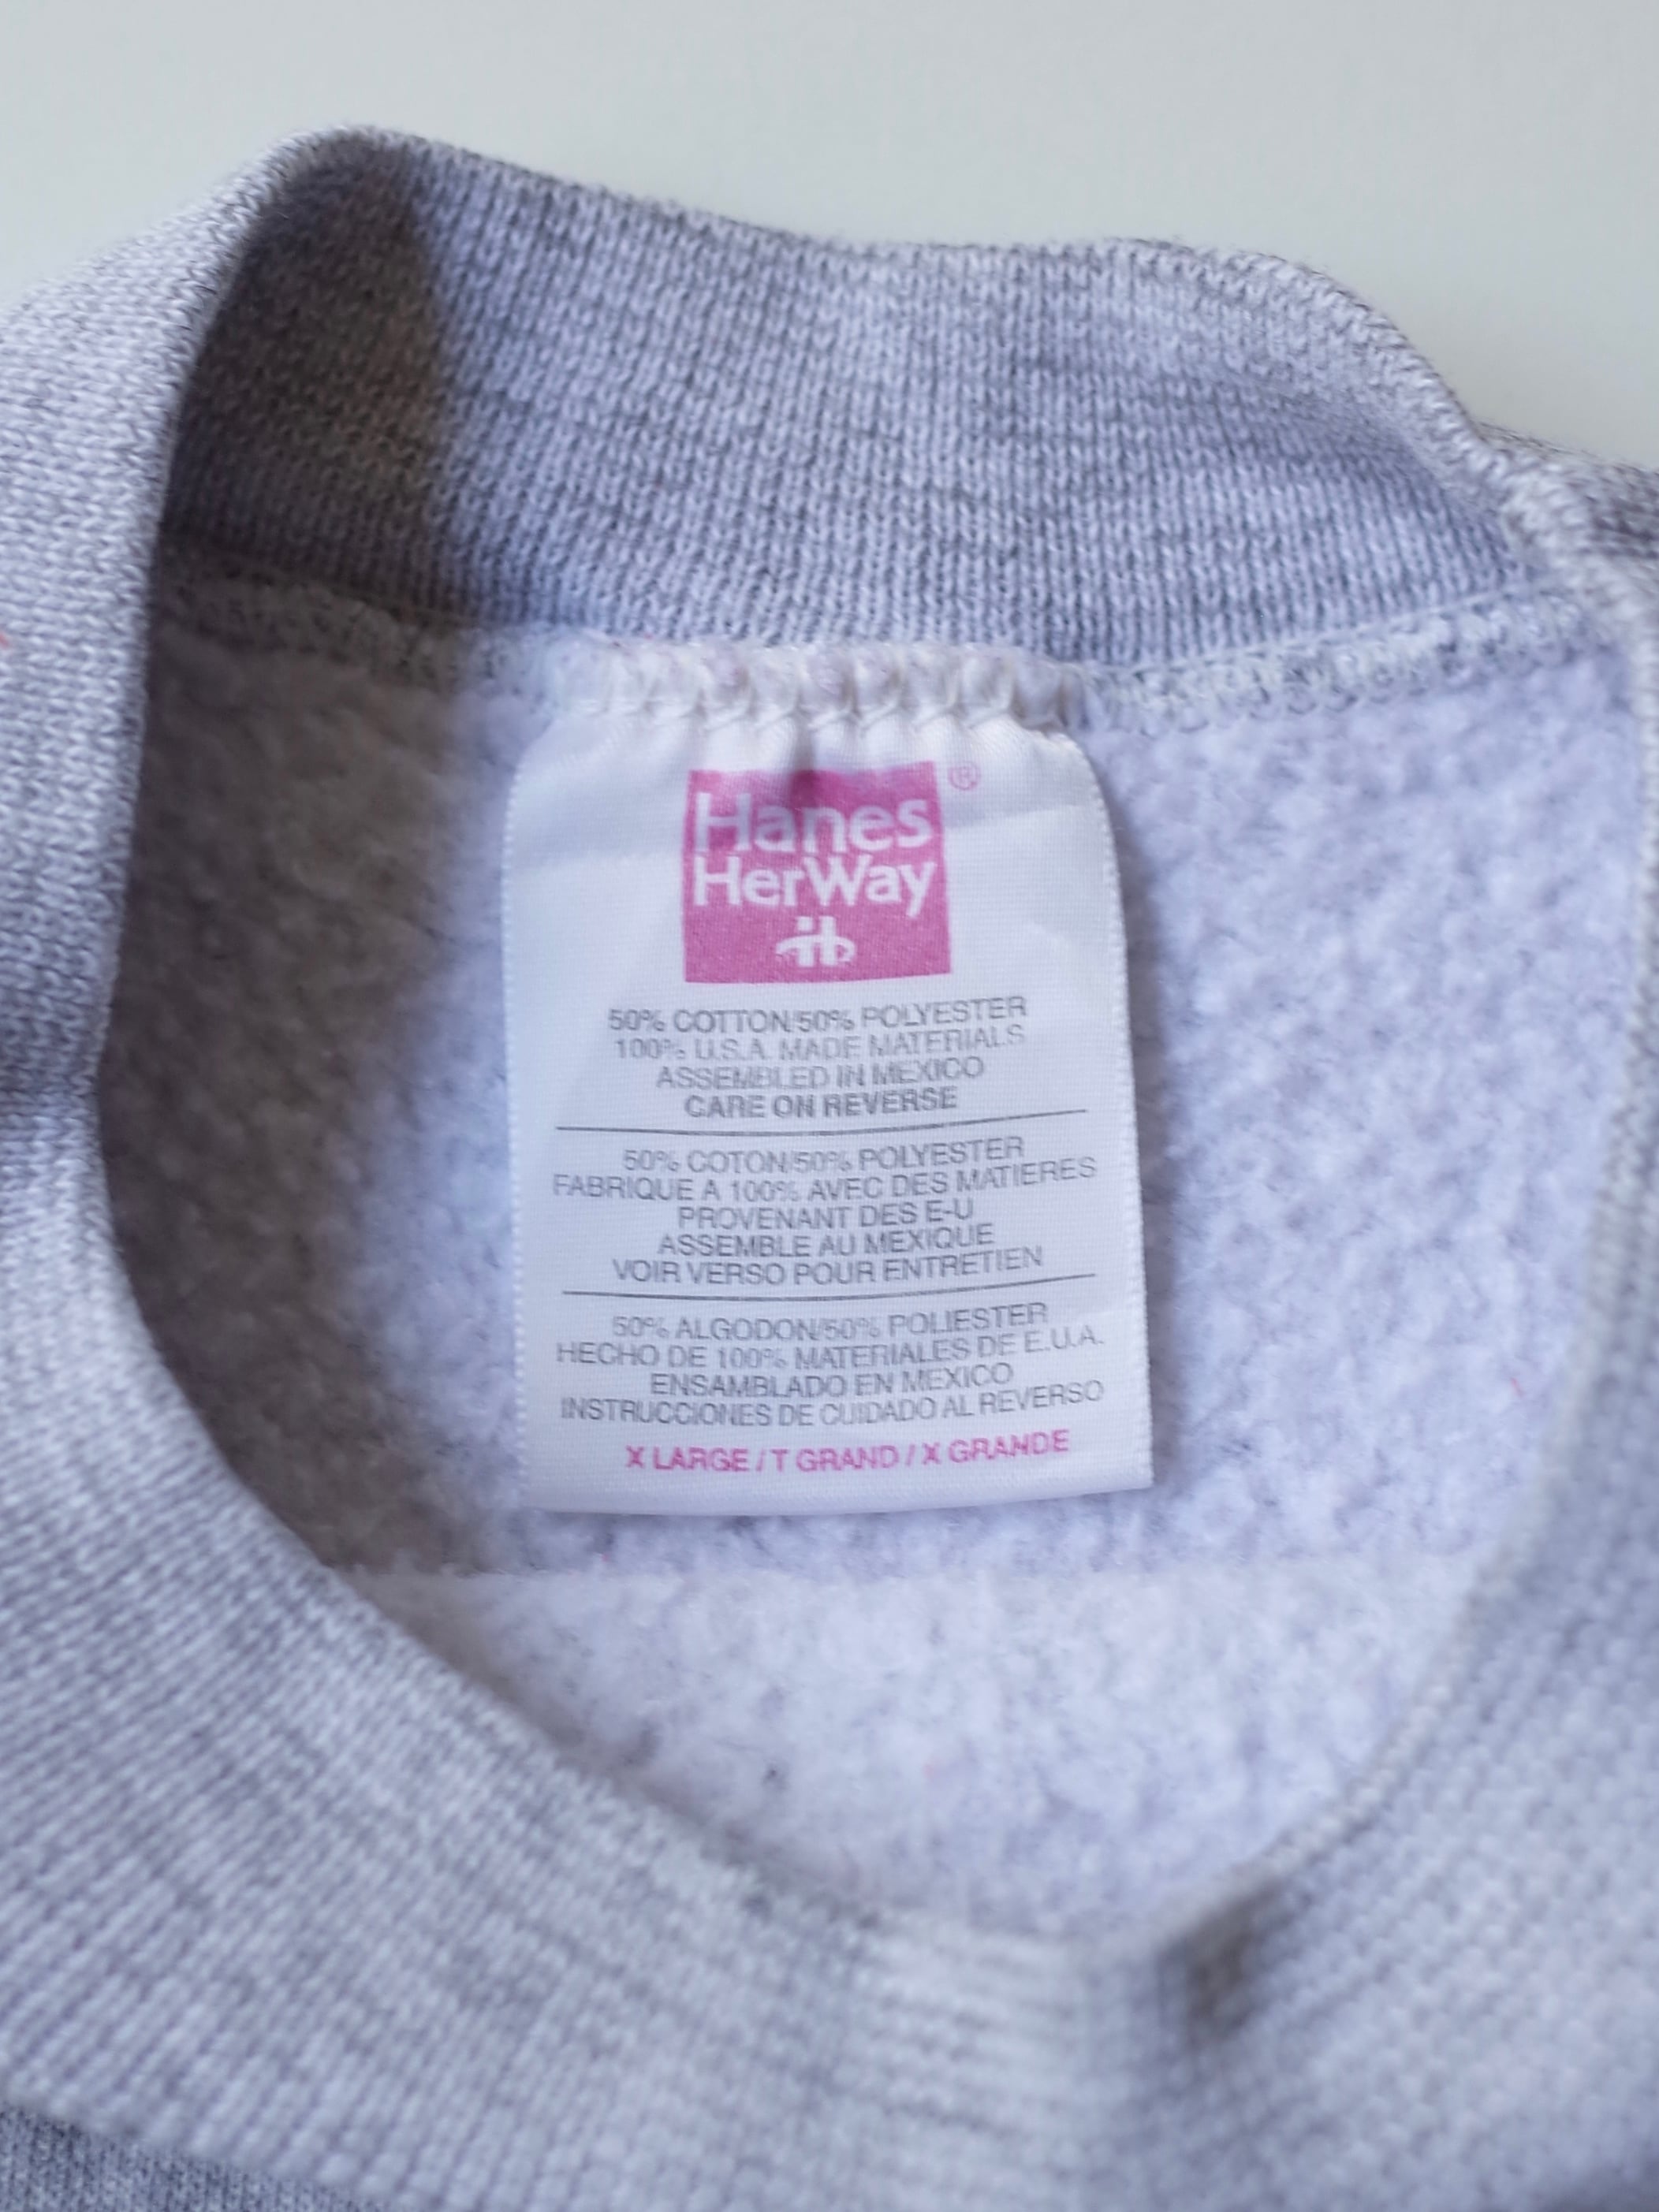 Hanes ®
HerWay
50% COTTON/50% POLYESTER
100% U.S.A. MADE MATERIALS
ASSEMBLED IN MEXICO
CARE ON REVERSE
50% COTON/50% POLYESTER
FABRIQUE A 100% AVEC DES MATIERES
PROVENANT DES E-U
ASSEMBLE AU MEXIQUE
VOIR VERSO POUR ENTRETIEN
50% ALGODON/50% POLIESTER
HECHO DE 100% MATERIALES DE E.U.A.
ENSAMBLADO EN MEXICO
INSTRUCCIONES DE CUIDADO AL REVERSO
X LARGE / T GRAND / X GRANDE